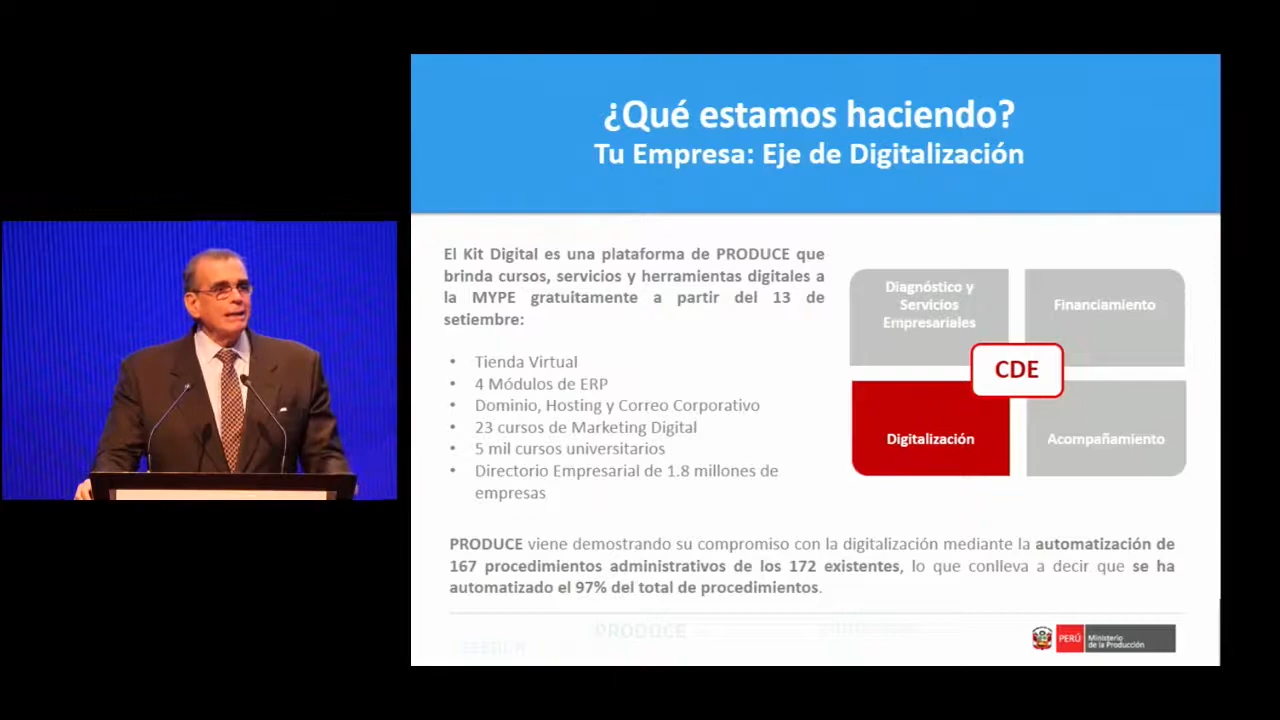 ¿Qué estamos haciendo?
Tu Empresa: Eje de Digitalización
El Kit Digital es una plataforma de PRODUCE que
brinda cursos, servicios y herramientas digitales a
la MYPE gratuitamente a partir del 13 de
setiembre:
• Tienda Virtual
• 4 Módulos de ERP
• Dominio, Hosting y Correo Corporativo
• 23 cursos de Marketing Digital
• 5 mil cursos universitarios
• Directorio Empresarial de 1.8 millones de
empresas
Diagnóstico y
Servicios
Empresariales
Financiamiento
CDE
Digitalización
Acompañamiento
PRODUCE viene demostrando su compromiso con la digitalización mediante la automatización de
167 procedimientos administrativos de los 172 existentes, lo que conlleva a decir que se ha
automatizado el 97% del total de procedimientos.
PRODUCE
PERÚ
Ministerio
de la Producción